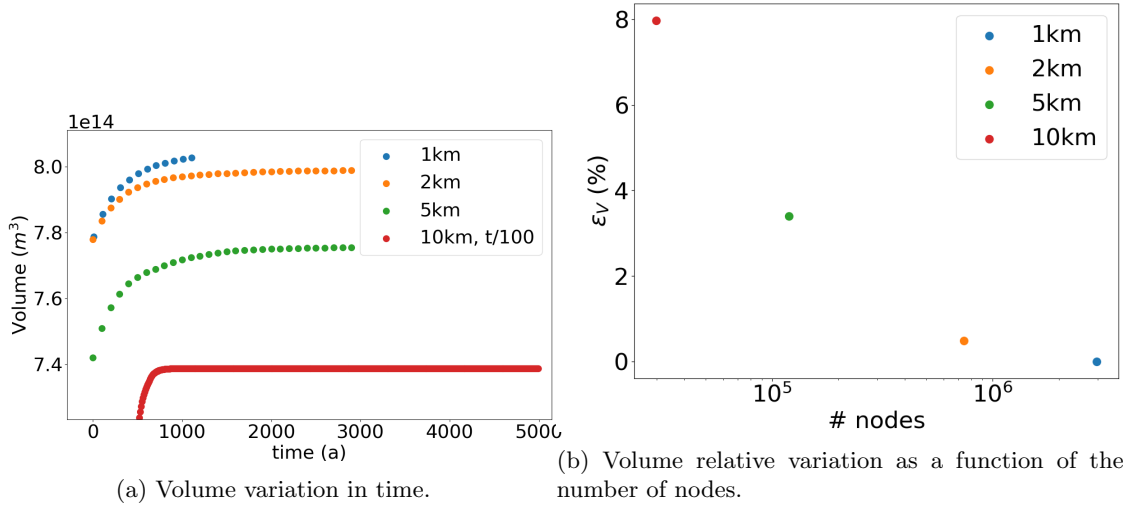 1e14
8.0
7.8
7.6
7.4
Volume (m³)
0 1000 2000 3000 4000 5000
time (a)
1km
2km
5km
10km, t/100
(a) Volume variation in time.
8
6
4
2
0
εV (%)
10⁵ 10⁶
# nodes
1km
2km
5km
10km
(b) Volume relative variation as a function of the
number of nodes.